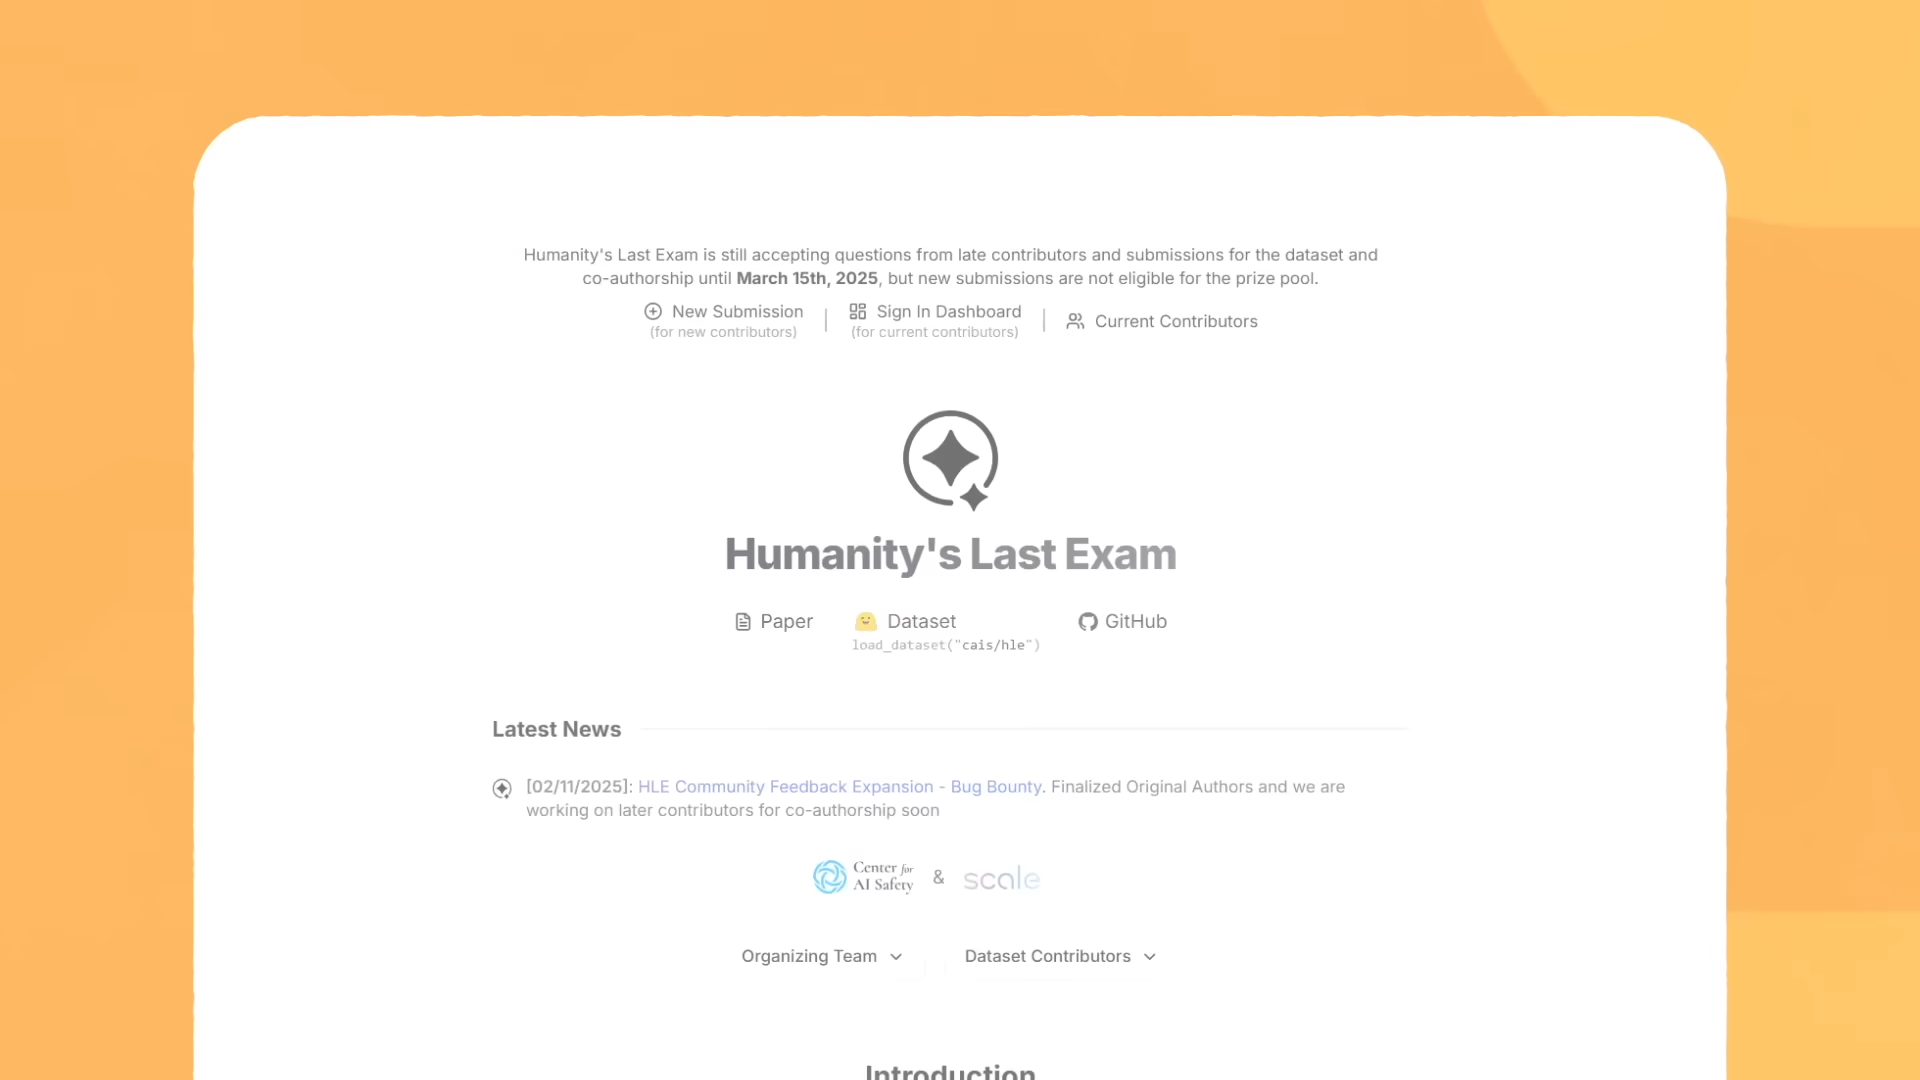 Humanity's Last Exam is still accepting questions from late contributors and submissions for the dataset and
co-authorship until March 15th, 2025, but new submissions are not eligible for the prize pool.
New Submission
(for new contributors)
Sign In Dashboard
(for current contributors)
Current Contributors
Humanity's Last Exam
Paper
Dataset
load_dataset("cais/hle")
GitHub
Latest News
[02/11/2025]: HLE Community Feedback Expansion - Bug Bounty. Finalized Original Authors and we are
working on later contributors for co-authorship soon
Center for
AI Safety
&
scale
Organizing Team
Dataset Contributors
Introduction